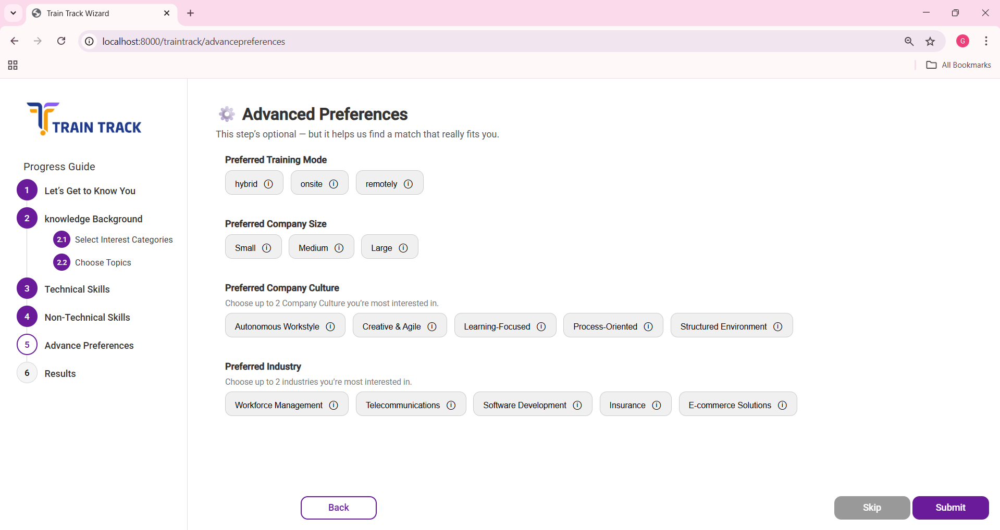 Train Track Wizard
localhost:8000/traintrack/advancepreferences
G
All Bookmarks
TRAIN TRACK
Progress Guide
1 Let’s Get to Know You
2 knowledge Background
2.1 Select Interest Categories
2.2 Choose Topics
3 Technical Skills
4 Non-Technical Skills
5 Advance Preferences
6 Results
Advanced Preferences
This step’s optional — but it helps us find a match that really fits you.
Preferred Training Mode
hybrid onsite remotely
Preferred Company Size
Small Medium Large
Preferred Company Culture
Choose up to 2 Company Culture you’re most interested in.
Autonomous Workstyle Creative & Agile Learning-Focused Process-Oriented Structured Environment
Preferred Industry
Choose up to 2 industries you’re most interested in.
Workforce Management Telecommunications Software Development Insurance E-commerce Solutions
Back Skip Submit